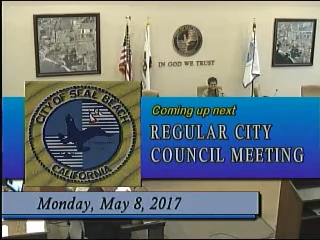 IN GOD WE TRUST
CITY OF SEAL BEACH
CALIFORNIA
Coming up next
REGULAR CITY
COUNCIL MEETING
Monday, May 8, 2017